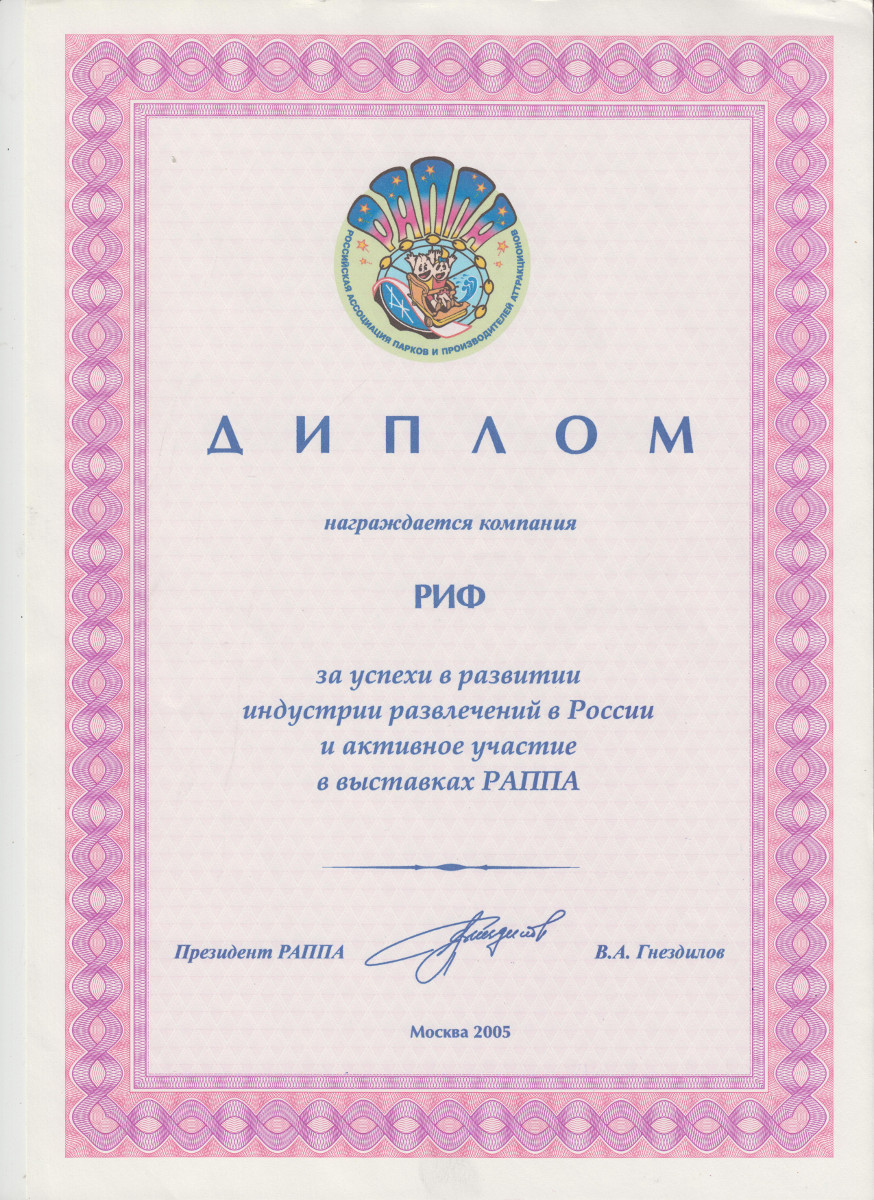 РАППА
РОССИЙСКАЯ АССОЦИАЦИЯ ПАРКОВ И ПРОИЗВОДИТЕЛЕЙ АТТРАКЦИОНОВ
ДИПЛОМ
награждается компания
РИФ
за успехи в развитии
индустрии развлечений в России
и активное участие
в выставках РАППА
Президент РАППА В.А. Гнездилов
Москва 2005